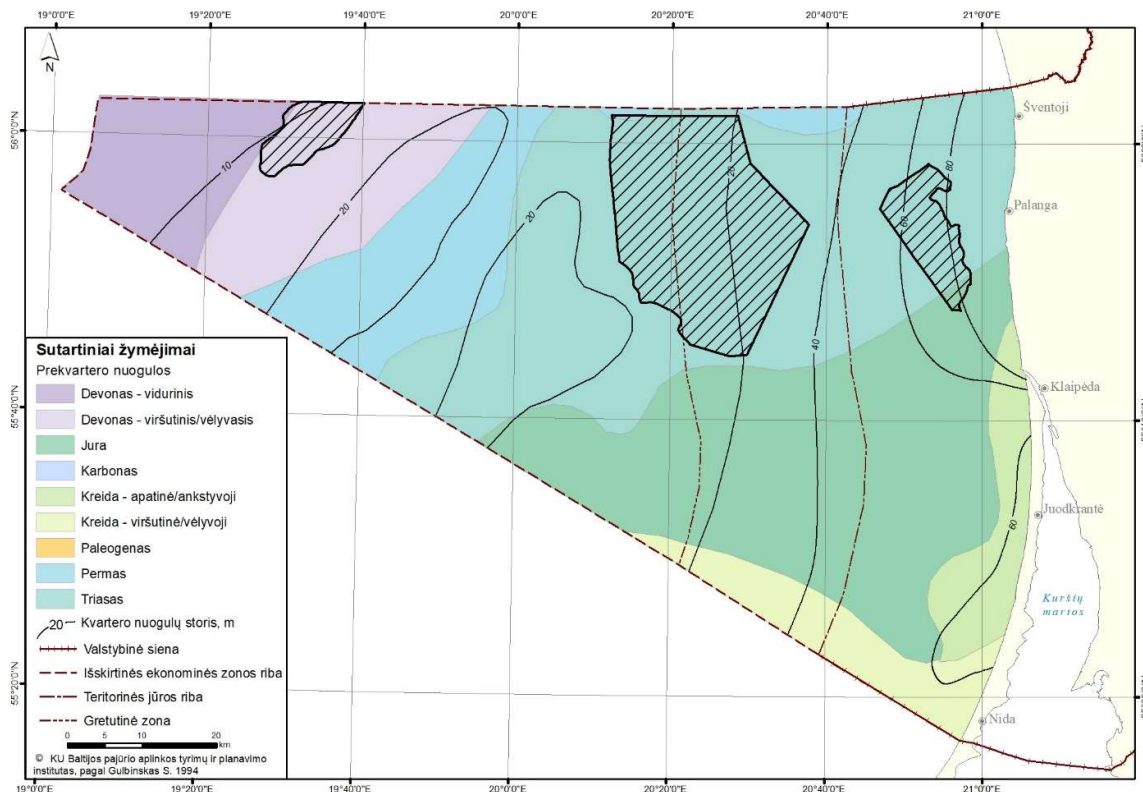 19°0'0"E 19°20'0"E 19°40'0"E 20°0'0"E 20°20'0"E 20°40'0"E 21°0'0"E
N
56°0'0"N
Šventoji
10
20
20
20
60
80
Palanga
40
Klaipėda
55°40'0"N
60
Juodkrantė
Kuršių
marios
55°20'0"N
Nida
Sutartiniai žymėjimai
Prekvartero nuogulos
Devonas - vidurinis
Devonas - viršutinis/vėlyvasis
Jura
Karbonas
Kreida - apatinė/ankstyvoji
Kreida - viršutinė/vėlyvoji
Paleogenas
Permas
Triasas
20 Kvartero nuogulų storis, m
Valstybinė siena
Išskirtinės ekonominės zonos riba
Teritorinės jūros riba
Gretutinė zona
0 10 20
km
© KU Baltijos pajūrio aplinkos tyrimų ir planavimo
institutas, pagal Gulbinskas S. 1994
19°0'0"E 19°20'0"E 19°40'0"E 20°0'0"E 20°20'0"E 20°40'0"E 21°0'0"E